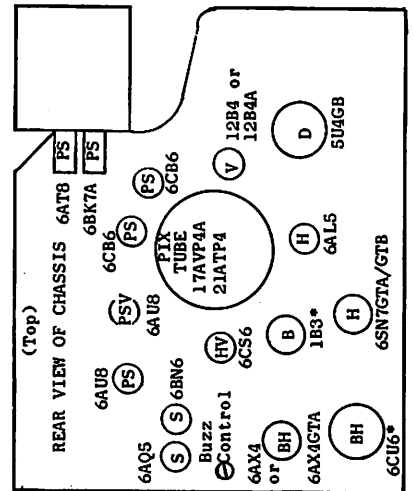 (Top)
REAR VIEW OF CHASSIS
6AT8
PS
6BK7A
PS
6CB6
PS
PS
6CB6
PIX
TUBE
17AVP4A
21ATP4
V
12B4 or
12B4A
D
5U4GB
PSV
6AU8
6AU8
PS
HV
6CS6
H
6AL5
B
1B3*
H
6SN7GTA/GTB
S
6BN6
6AQ5
S
Buzz
Control
6AX4
or
6AX4GTA
BH
BH
6CU6*